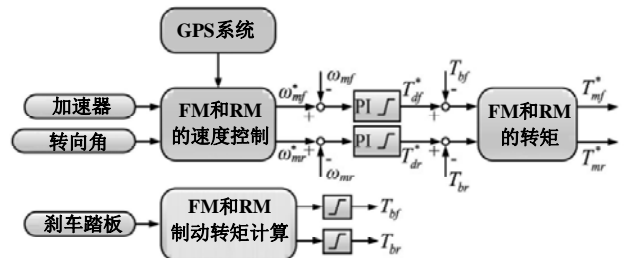 GPS系统
加速器
转向角
FM和RM
的速度控制
ω*mf
ωmf
-
+
PI
T*df
Tbf
-
+
FM和RM
的转矩
T*mf
ω*mr
+
-
ωmr
PI
T*dr
+
-
Tbr
T*mr
刹车踏板
FM和RM
制动转矩计算
Tbf
Tbr